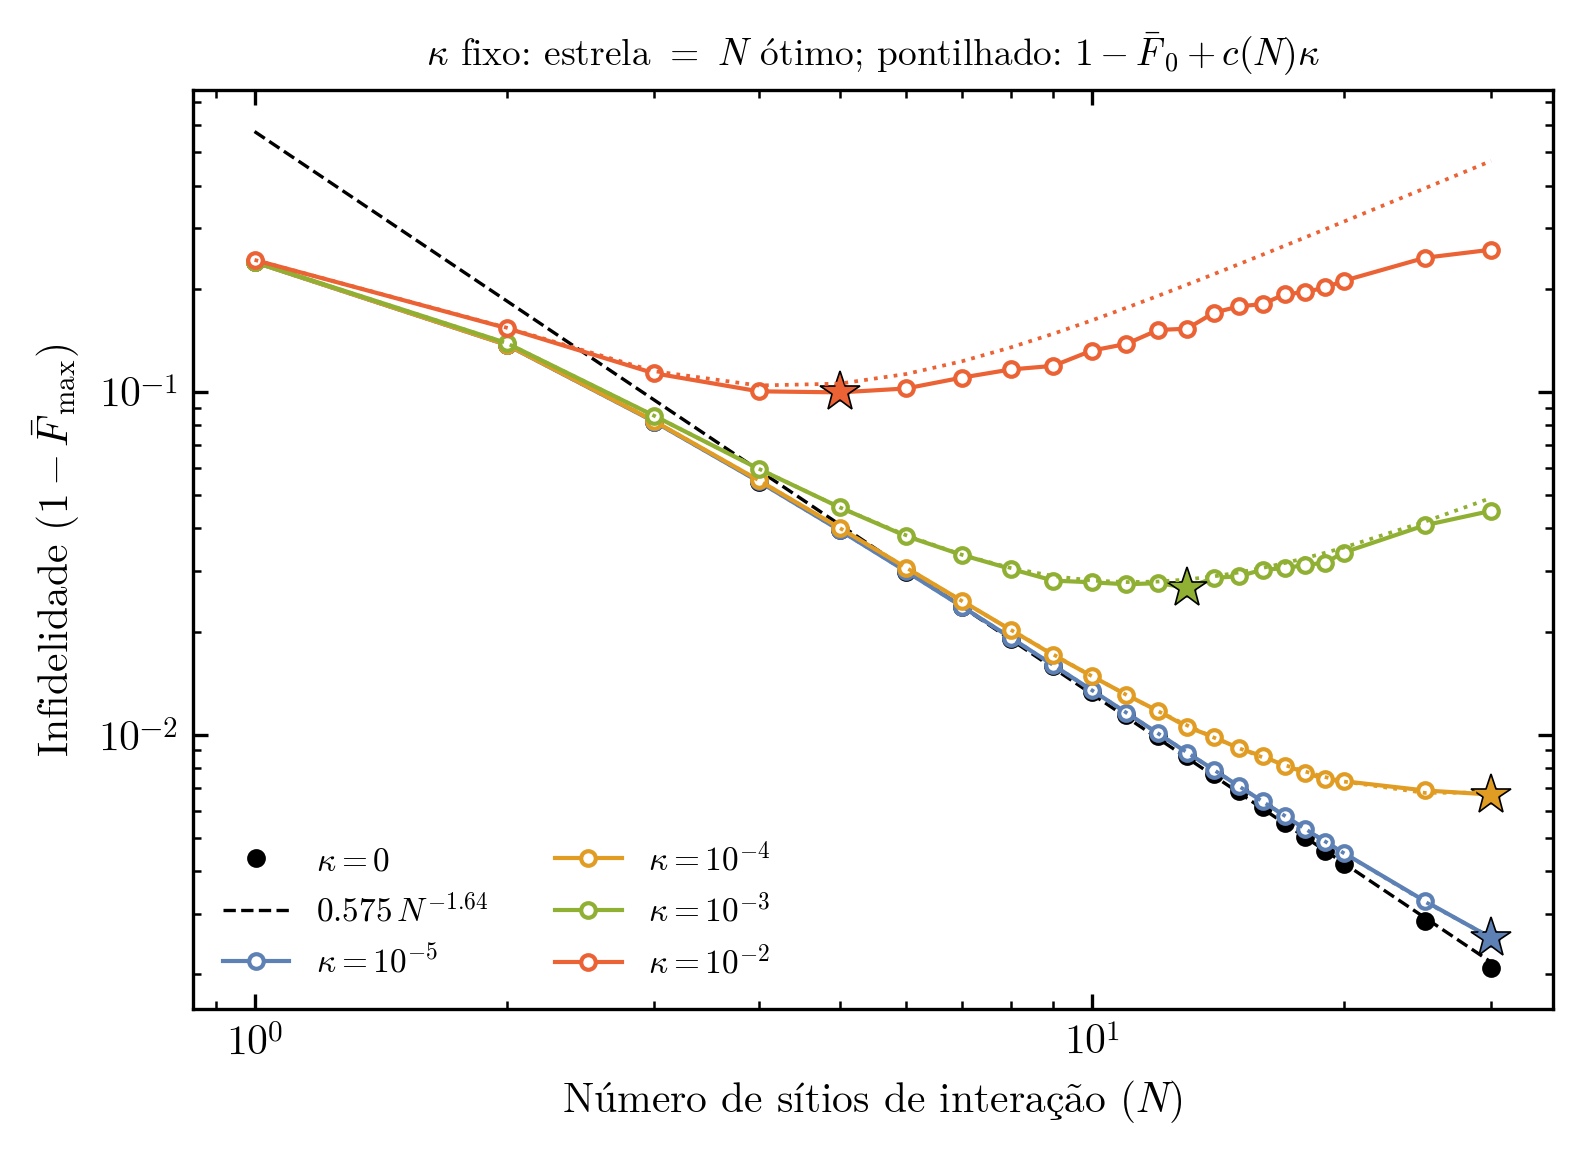 κ fixo: estrela = N ótimo; pontilhado: 1 − F̄₀ + c(N)κ
Infidelidade (1 − F̄max)
10⁻¹
10⁻²
κ = 0
0.575 N⁻¹·⁶⁴
κ = 10⁻⁵
κ = 10⁻⁴
κ = 10⁻³
κ = 10⁻²
10⁰
10¹
Número de sítios de interação (N)